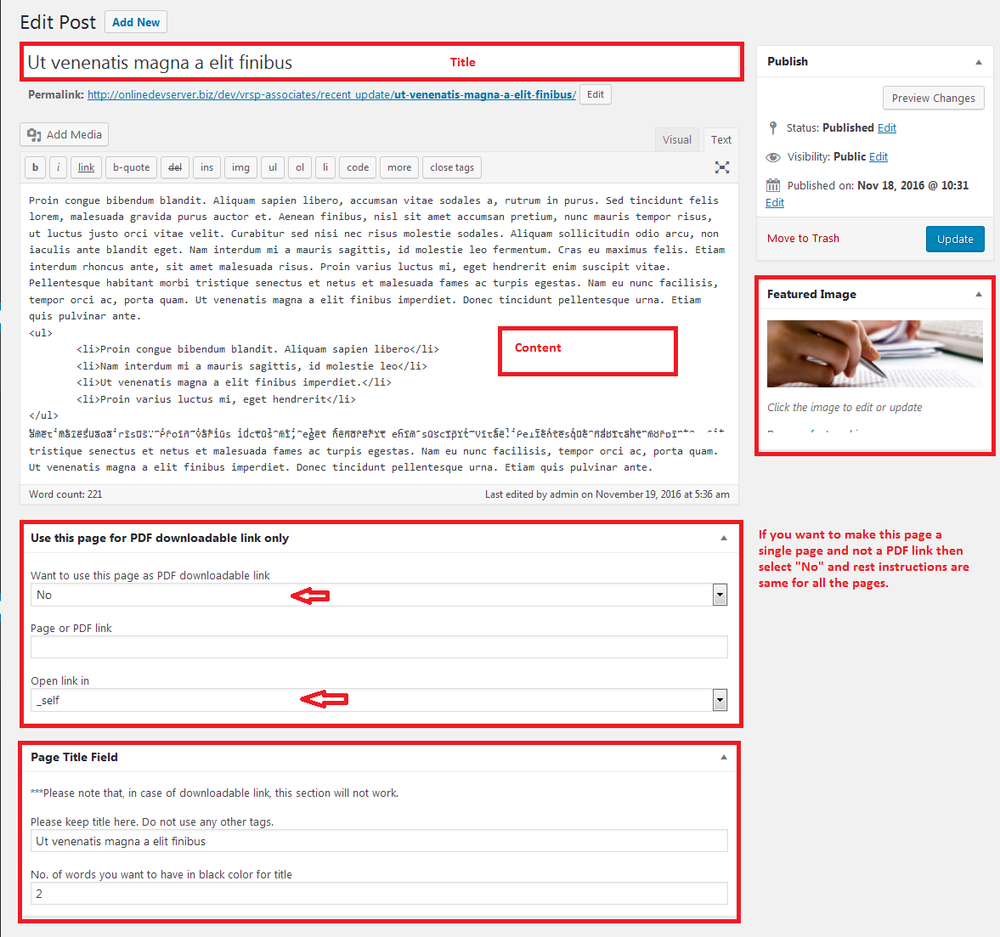 Edit Post Add New
Ut venenatis magna a elit finibus Title
Permalink: http://onlinedevserver.biz/dev/vrsp-associates/recent_update/ut-venenatis-magna-a-elit-finibus/ Edit
Add Media
Visual Text
b i link b-quote del ins img ul ol li code more close tags
Proin congue bibendum blandit. Aliquam sapien libero, accumsan vitae sodales a, rutrum in purus. Sed tincidunt felis
lorem, malesuada gravida purus auctor et. Aenean finibus, nisl sit amet accumsan pretium, nunc mauris tempor risus,
ut luctus justo orci vitae velit. Curabitur sed nisi nec risus molestie sodales. Aliquam sollicitudin odio arcu, non
iaculis ante blandit eget. Nam interdum mi a mauris sagittis, id molestie leo fermentum. Cras eu maximus felis. Etiam
interdum rhoncus ante, sit amet malesuada risus. Proin varius luctus mi, eget hendrerit enim suscipit vitae.
Pellentesque habitant morbi tristique senectus et netus et malesuada fames ac turpis egestas. Nam eu nunc facilisis,
tempor orci ac, porta quam. Ut venenatis magna a elit finibus imperdiet. Donec tincidunt pellentesque urna. Etiam
quis pulvinar ante.
<ul>
<li>Proin congue bibendum blandit. Aliquam sapien libero</li>
<li>Nam interdum mi a mauris sagittis, id molestie leo</li>
<li>Ut venenatis magna a elit finibus imperdiet.</li>
<li>Proin varius luctus mi, eget hendrerit</li>
</ul>
Content
amet malesuada risus. Proin varius luctus mi, eget hendrerit enim suscipit vitae. Pellentesque habitant morbi
tristique senectus et netus et malesuada fames ac turpis egestas. Nam eu nunc facilisis, tempor orci ac, porta quam.
Ut venenatis magna a elit finibus imperdiet. Donec tincidunt pellentesque urna. Etiam quis pulvinar ante.
Word count: 221 Last edited by admin on November 19, 2016 at 5:36 am
Use this page for PDF downloadable link only
Want to use this page as PDF downloadable link
No
Page or PDF link
Open link in
_self
Page Title Field
***Please note that, in case of downloadable link, this section will not work.
Please keep title here. Do not use any other tags.
Ut venenatis magna a elit finibus
No. of words you want to have in black color for title
2
Publish
Preview Changes
Status: Published Edit
Visibility: Public Edit
Published on: Nov 18, 2016 @ 10:31
Edit
Move to Trash Update
Featured Image
Click the image to edit or update
If you want to make this page a
single page and not a PDF link then
select "No" and rest instructions are
same for all the pages.